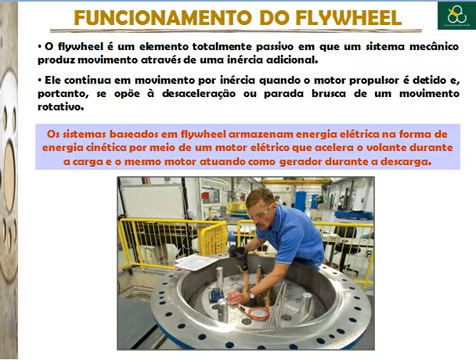 FUNCIONAMENTO DO FLYWHEEL
• O flywheel é um elemento totalmente passivo em que um sistema mecânico
produz movimento através de uma inércia adicional.
• Ele continua em movimento por inércia quando o motor propulsor é detido e,
portanto, se opõe à desaceleração ou parada brusca de um movimento
rotativo.
Os sistemas baseados em flywheel armazenam energia elétrica na forma de
energia cinética por meio de um motor elétrico que acelera o volante durante
a carga e o mesmo motor atuando como gerador durante a descarga.